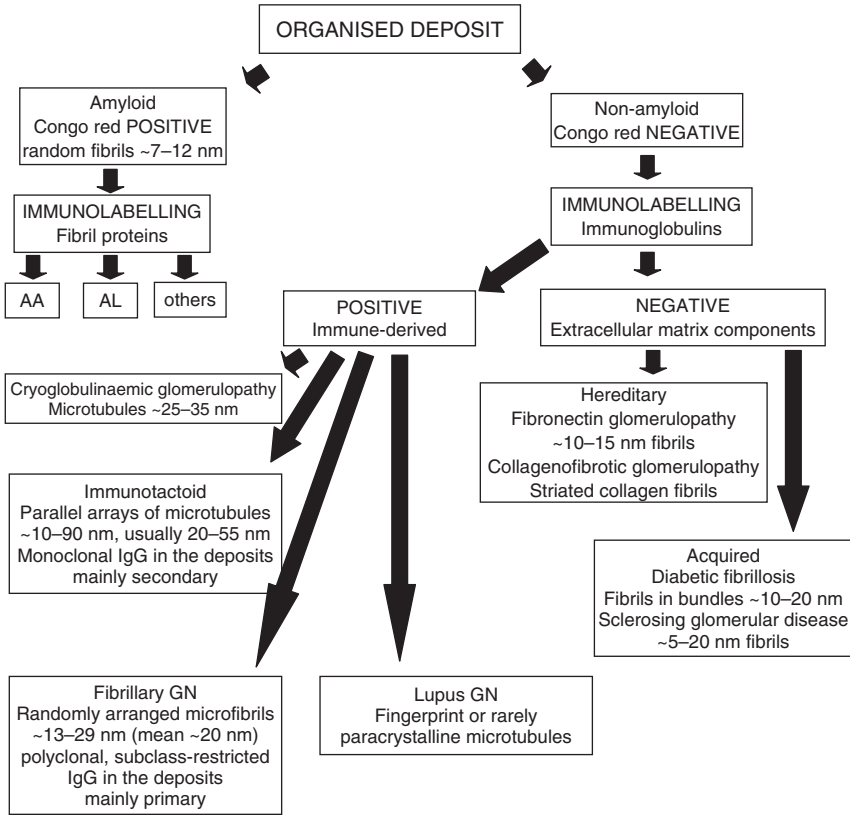 ORGANISED DEPOSIT
Amyloid
Congo red POSITIVE
random fibrils ~7–12 nm
Non-amyloid
Congo red NEGATIVE
IMMUNOLABELLING
Fibril proteins
IMMUNOLABELLING
Immunoglobulins
AA
AL
others
POSITIVE
Immune-derived
NEGATIVE
Extracellular matrix components
Cryoglobulinaemic glomerulopathy
Microtubules ~25–35 nm
Hereditary
Fibronectin glomerulopathy
~10–15 nm fibrils
Collagenofibrotic glomerulopathy
Striated collagen fibrils
Immunotactoid
Parallel arrays of microtubules
~10–90 nm, usually 20–55 nm
Monoclonal IgG in the deposits
mainly secondary
Acquired
Diabetic fibrillosis
Fibrils in bundles ~10–20 nm
Sclerosing glomerular disease
~5–20 nm fibrils
Fibrillary GN
Randomly arranged microfibrils
~13–29 nm (mean ~20 nm)
polyclonal, subclass-restricted
IgG in the deposits
mainly primary
Lupus GN
Fingerprint or rarely
paracrystalline microtubules